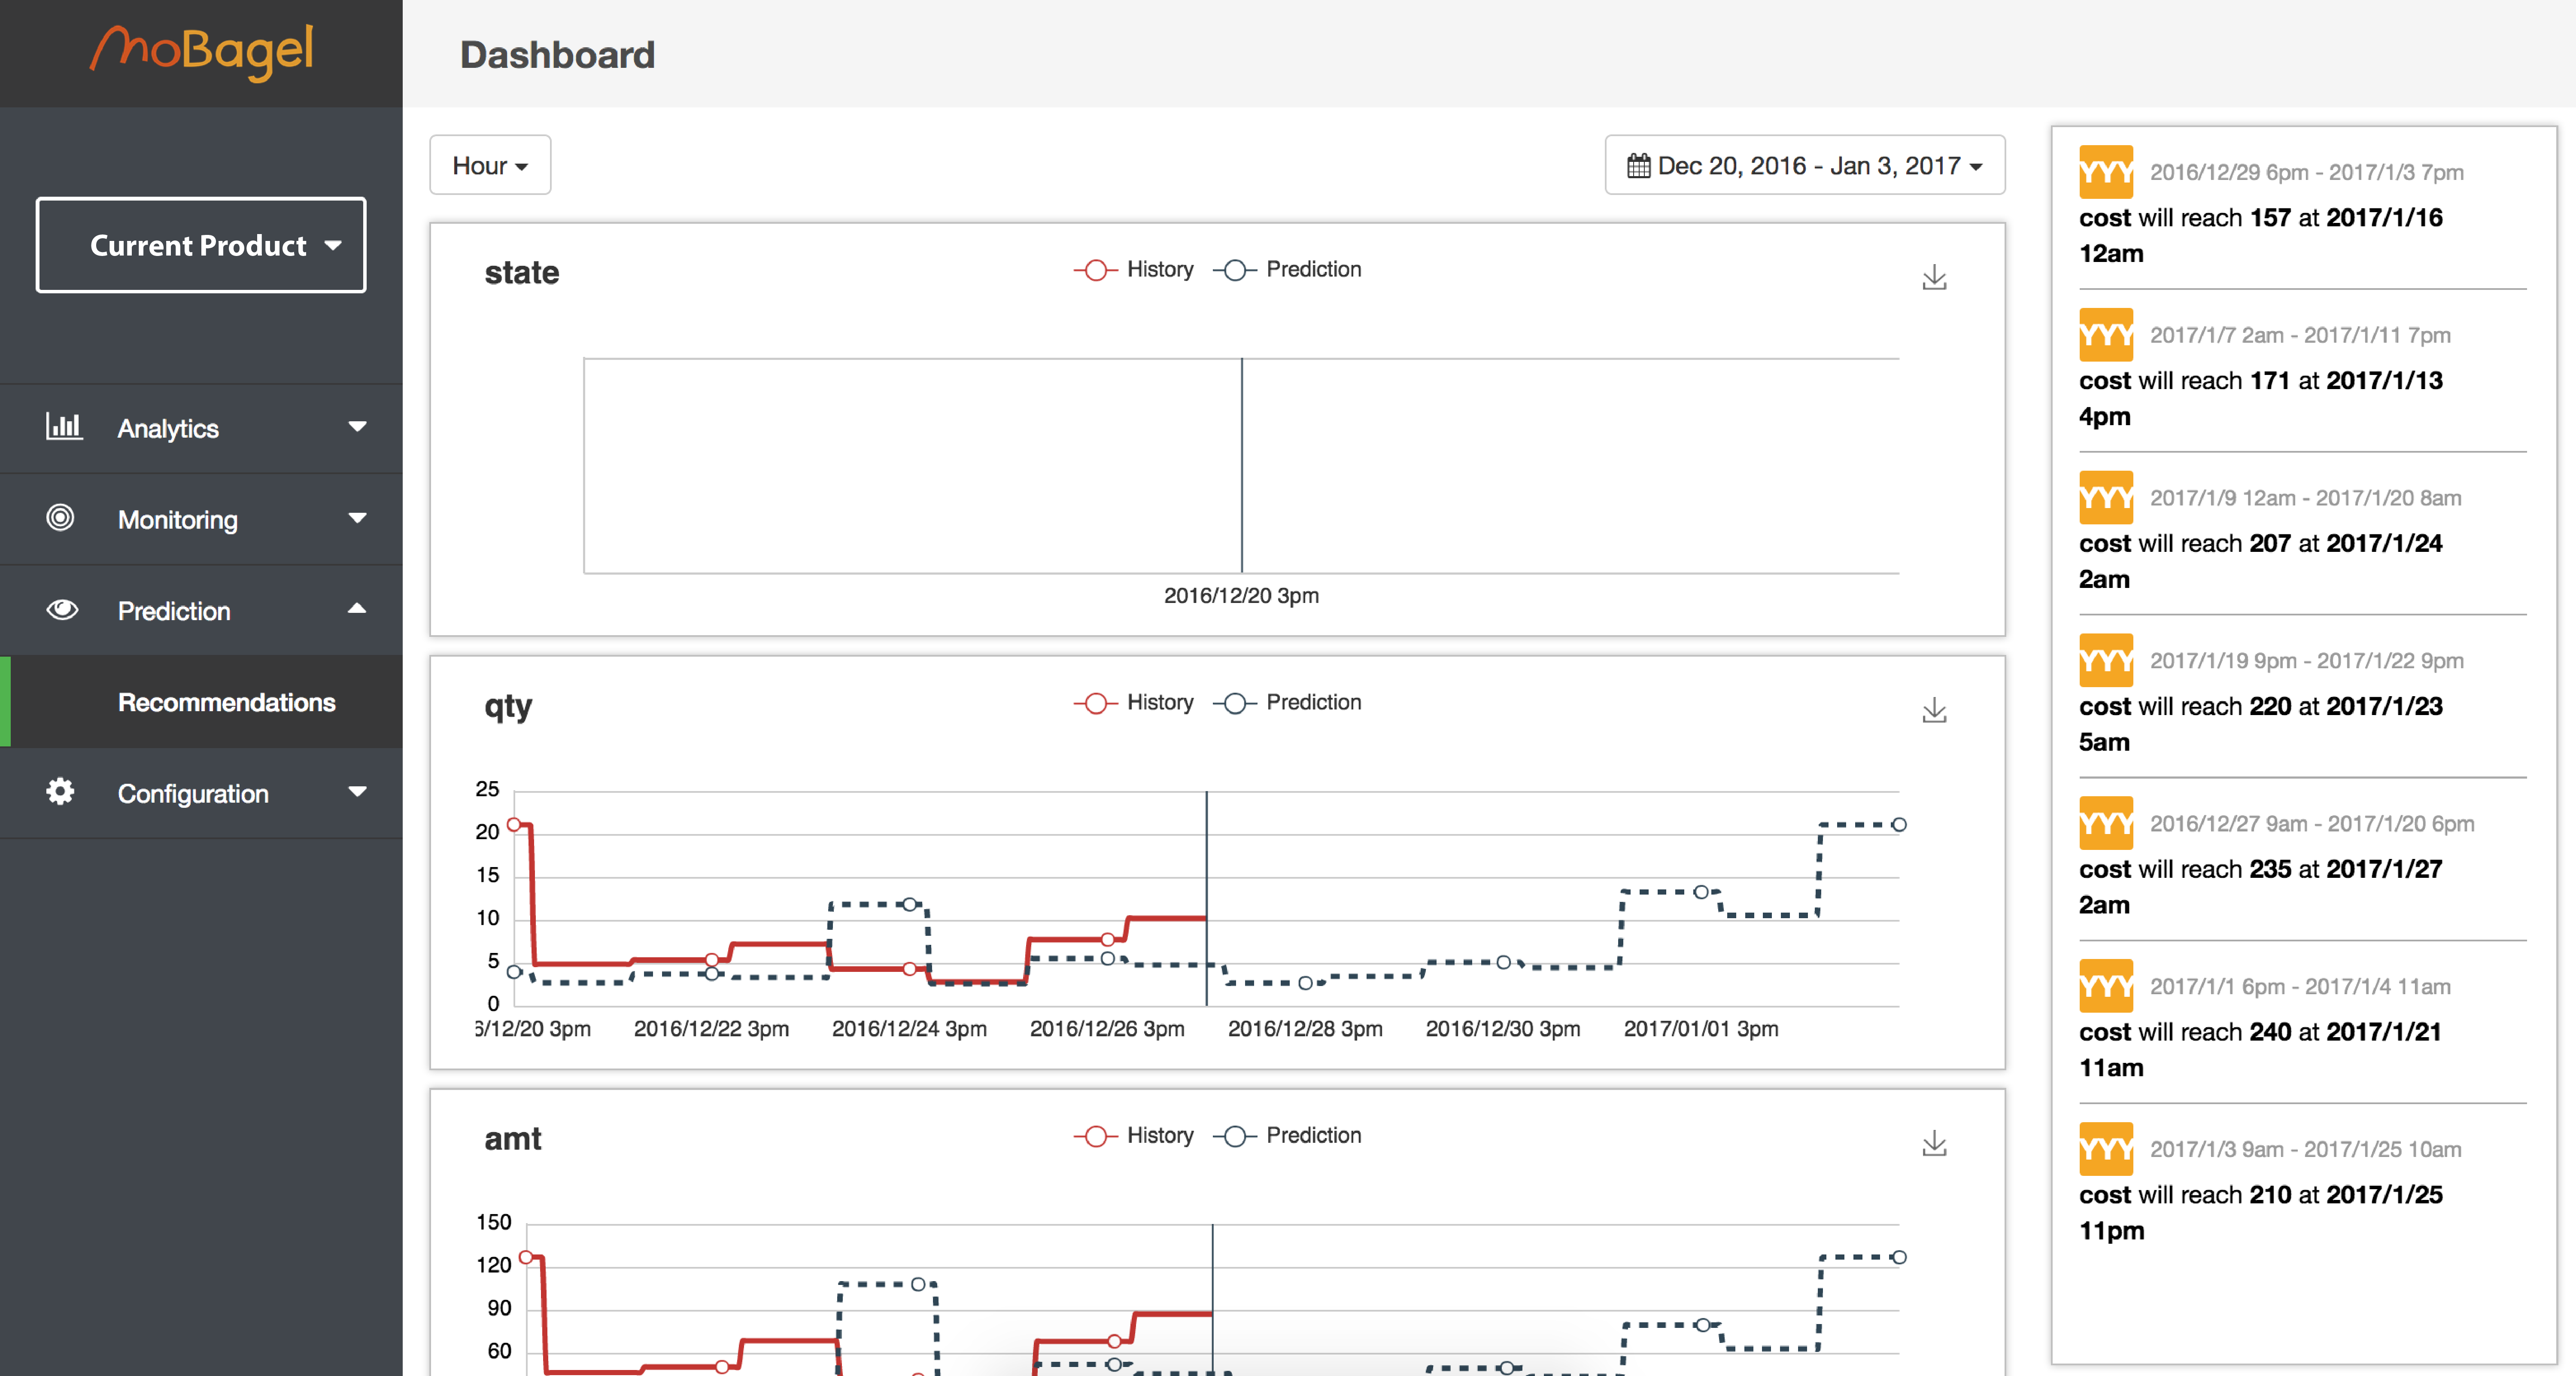 MoBagel
Dashboard
Current Product
Analytics
Monitoring
Prediction
Recommendations
Configuration
Hour
Dec 20, 2016 - Jan 3, 2017
state
History
Prediction
2016/12/20 3pm
qty
History
Prediction
25
20
15
10
5
0
6/12/20 3pm
2016/12/22 3pm
2016/12/24 3pm
2016/12/26 3pm
2016/12/28 3pm
2016/12/30 3pm
2017/01/01 3pm
amt
History
Prediction
150
120
90
60
YYY
2016/12/29 6pm - 2017/1/3 7pm
cost will reach 157 at 2017/1/16
12am
YYY
2017/1/7 2am - 2017/1/11 7pm
cost will reach 171 at 2017/1/13
4pm
YYY
2017/1/9 12am - 2017/1/20 8am
cost will reach 207 at 2017/1/24
2am
YYY
2017/1/19 9pm - 2017/1/22 9pm
cost will reach 220 at 2017/1/23
5am
YYY
2016/12/27 9am - 2017/1/20 6pm
cost will reach 235 at 2017/1/27
2am
YYY
2017/1/1 6pm - 2017/1/4 11am
cost will reach 240 at 2017/1/21
11am
YYY
2017/1/3 9am - 2017/1/25 10am
cost will reach 210 at 2017/1/25
11pm